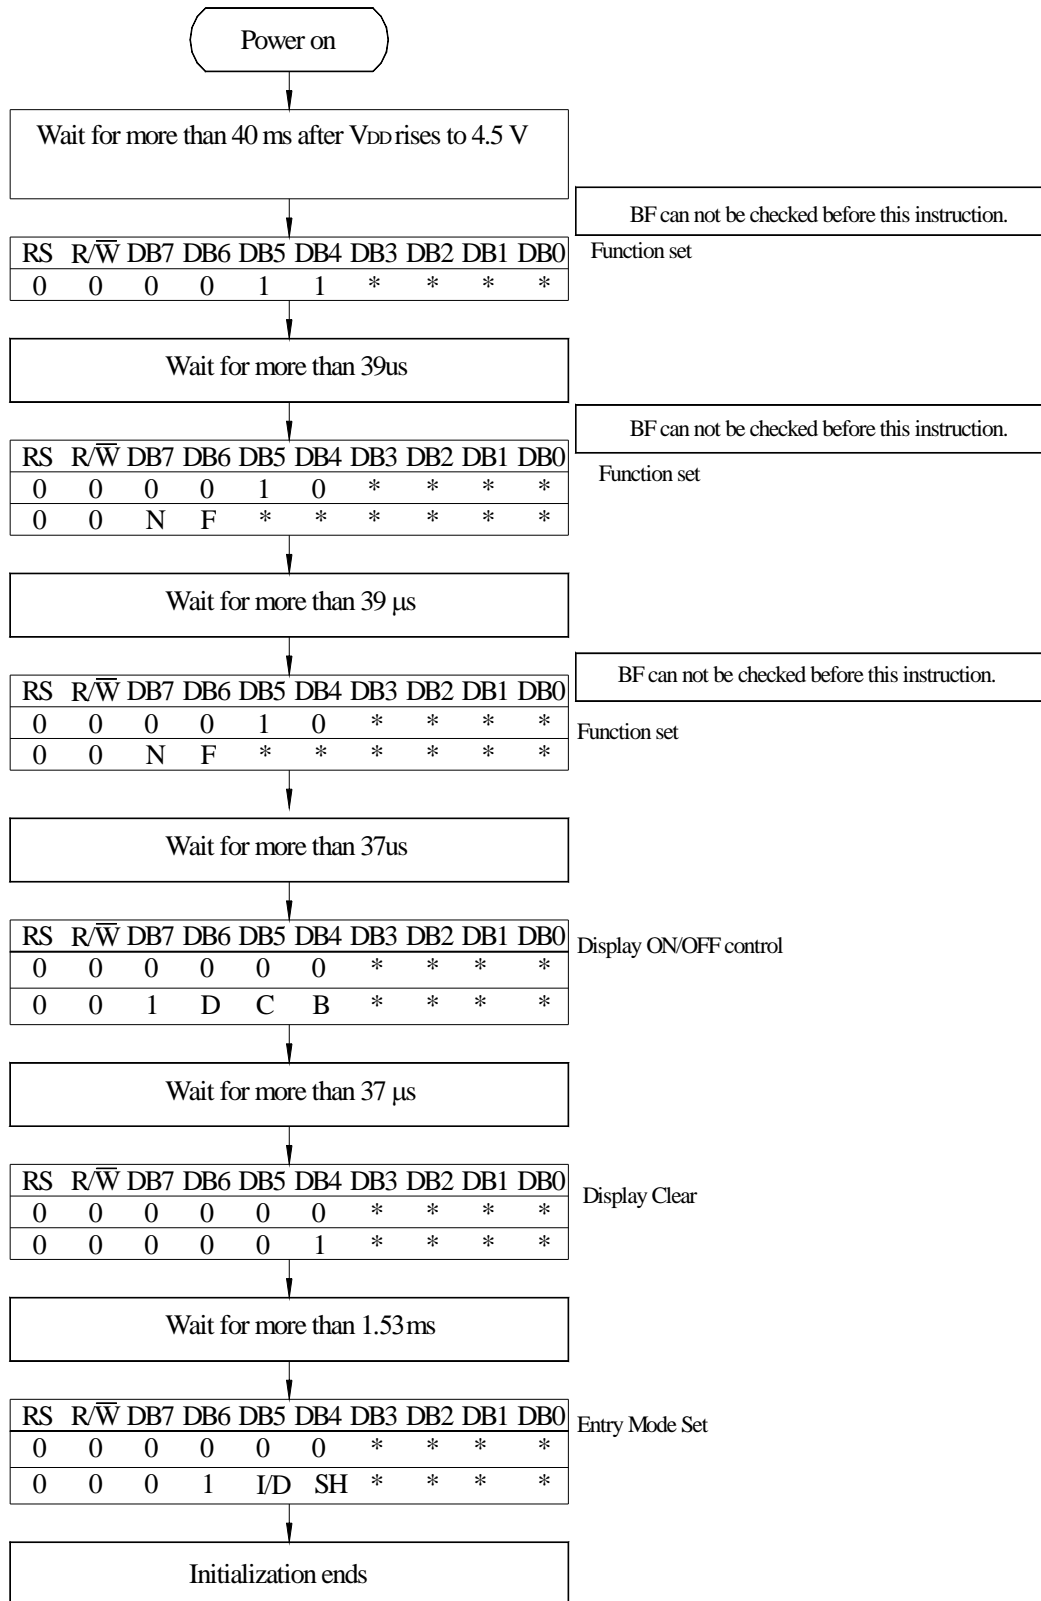 Power on
Wait for more than 40 ms after VDD rises to 4.5 V
BF can not be checked before this instruction.
RS R/W̅ DB7 DB6 DB5 DB4 DB3 DB2 DB1 DB0
Function set
0 0 0 0 1 1 * * * *
Wait for more than 39us
BF can not be checked before this instruction.
RS R/W̅ DB7 DB6 DB5 DB4 DB3 DB2 DB1 DB0
Function set
0 0 0 0 1 0 * * * *
0 0 N F * * * * * *
Wait for more than 39 μs
BF can not be checked before this instruction.
RS R/W̅ DB7 DB6 DB5 DB4 DB3 DB2 DB1 DB0
0 0 0 0 1 0 * * * *
Function set
0 0 N F * * * * * *
Wait for more than 37us
RS R/W̅ DB7 DB6 DB5 DB4 DB3 DB2 DB1 DB0
Display ON/OFF control
0 0 0 0 0 0 * * * *
0 0 1 D C B * * * *
Wait for more than 37 μs
RS R/W̅ DB7 DB6 DB5 DB4 DB3 DB2 DB1 DB0
Display Clear
0 0 0 0 0 0 * * * *
0 0 0 0 0 1 * * * *
Wait for more than 1.53ms
RS R/W̅ DB7 DB6 DB5 DB4 DB3 DB2 DB1 DB0
Entry Mode Set
0 0 0 0 0 0 * * * *
0 0 0 1 I/D SH * * * *
Initialization ends